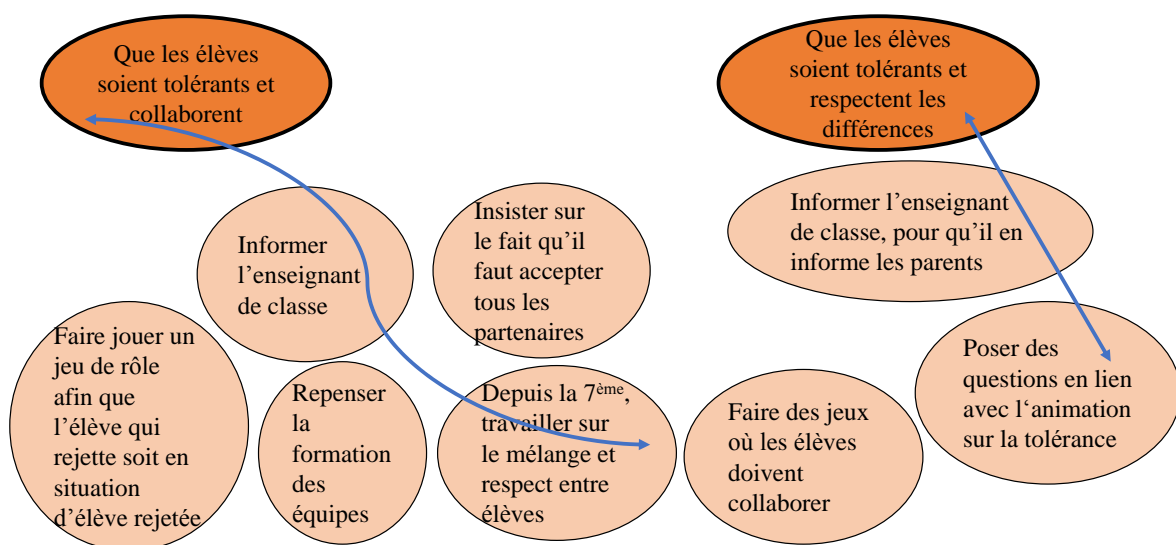 Que les élèves
soient tolérants et
collaborent
Que les élèves
soient tolérants et
respectent les
différences
Informer
l’enseignant
de classe
Insister sur
le fait qu’il
faut accepter
tous les
partenaires
Informer l’enseignant
de classe, pour qu’il en
informe les parents
Faire jouer un
jeu de rôle
afin que
l’élève qui
rejette soit en
situation
d’élève rejetée
Repenser
la
formation
des
équipes
Depuis la 7ème,
travailler sur
le mélange et
respect entre
élèves
Faire des jeux
où les élèves
doivent
collaborer
Poser des
questions en lien
avec l‘animation
sur la tolérance